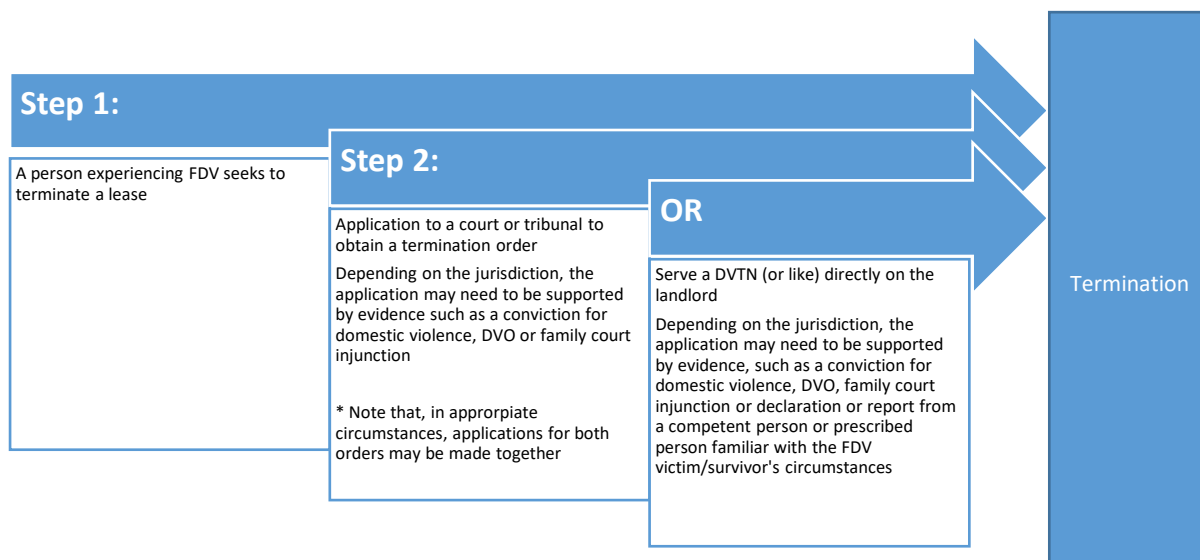 Step 1:
A person experiencing FDV seeks to
terminate a lease
Step 2:
Application to a court or tribunal to
obtain a termination order
Depending on the jurisdiction, the
application may need to be supported
by evidence such as a conviction for
domestic violence, DVO or family court
injunction
* Note that, in approrpiate
circumstances, applications for both
orders may be made together
OR
Serve a DVTN (or like) directly on the
landlord
Depending on the jurisdiction, the
application may need to be supported
by evidence, such as a conviction for
domestic violence, DVO, family court
injunction or declaration or report from
a competent person or prescribed
person familiar with the FDV
victim/survivor's circumstances
Termination